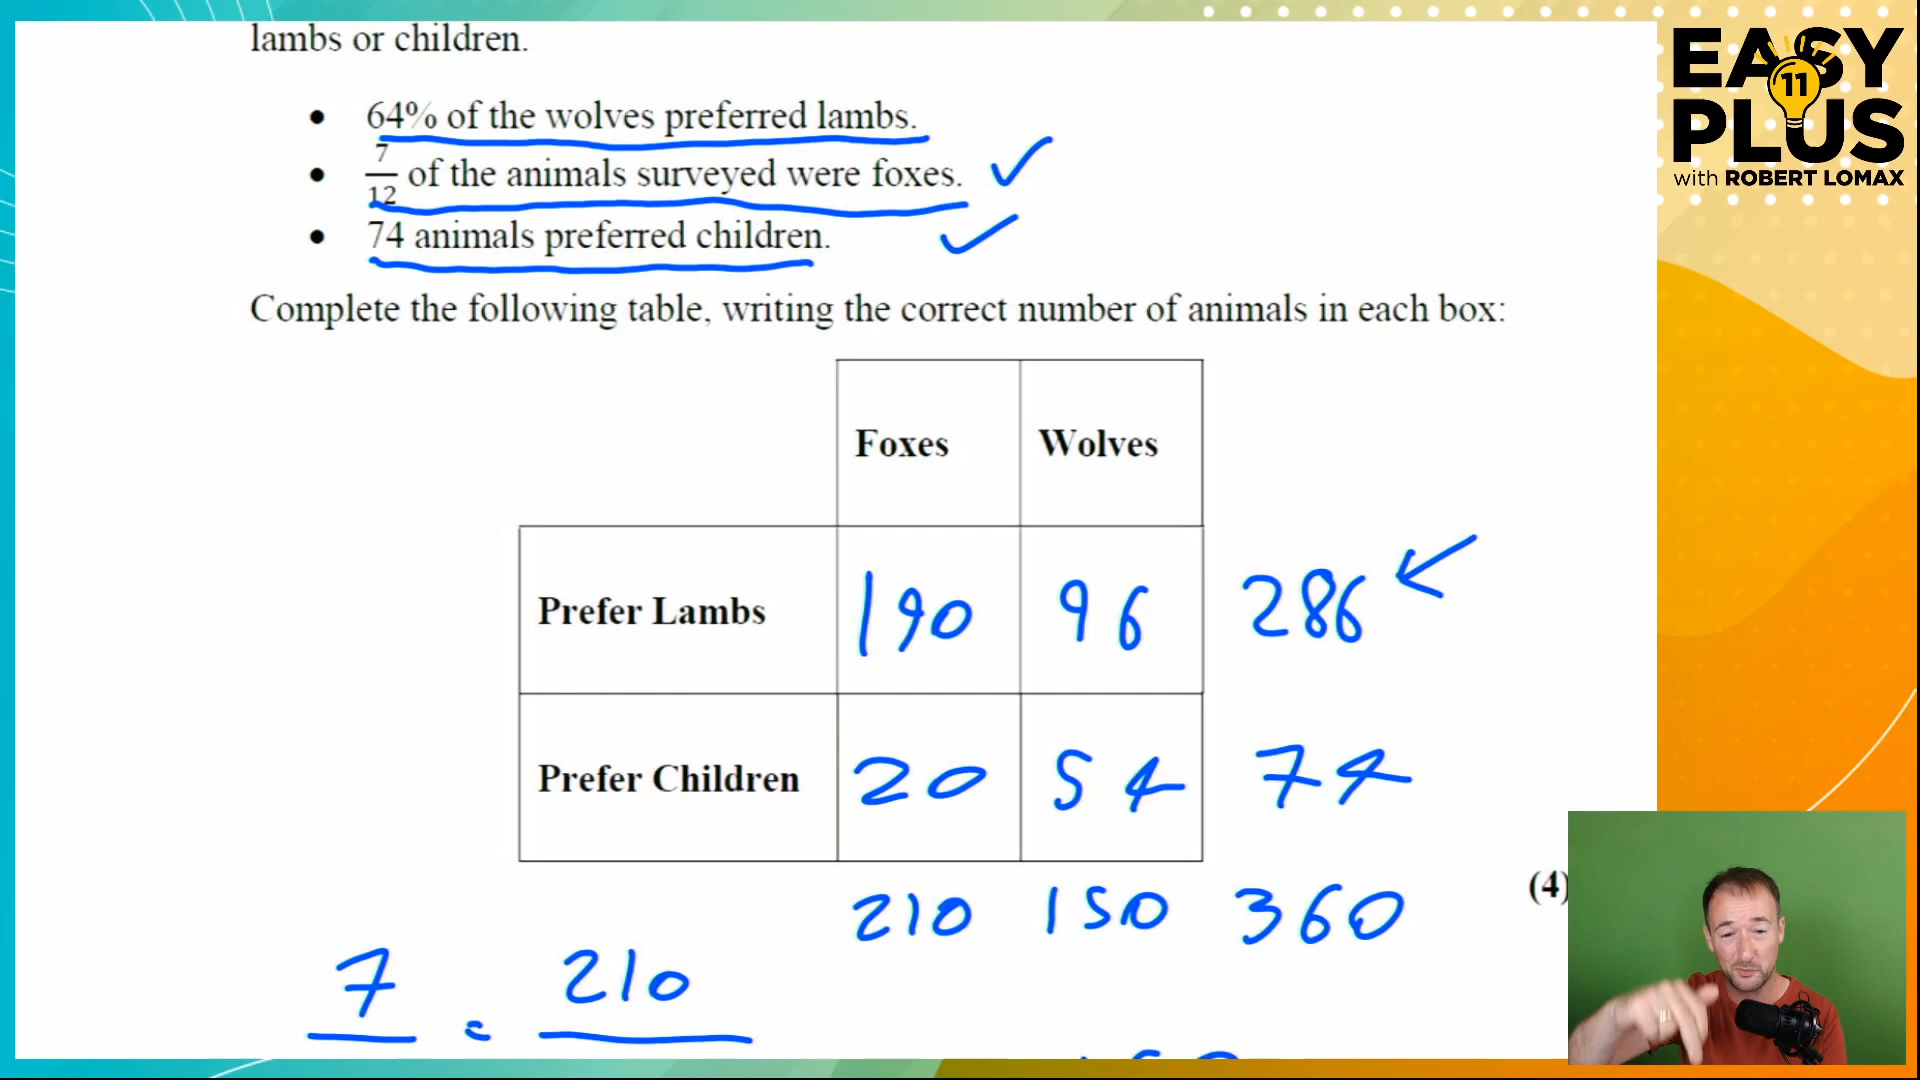 lambs or children.
EASY
11
PLUS
with ROBERT LOMAX
• 64% of the wolves preferred lambs.
• 7/12 of the animals surveyed were foxes.
• 74 animals preferred children.
Complete the following table, writing the correct number of animals in each box:
Foxes Wolves
Prefer Lambs 190 96 286
Prefer Children 20 54 74
(4)
210 150 360
7 = 210